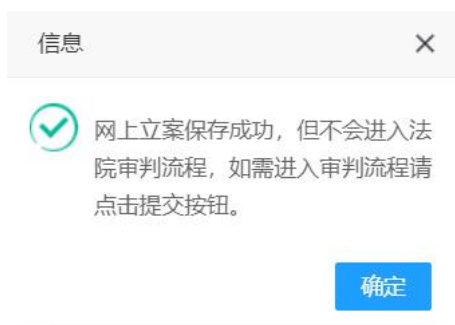 信息
网上立案保存成功，但不会进入法
院审判流程，如需进入审判流程请
点击提交按钮。
确定